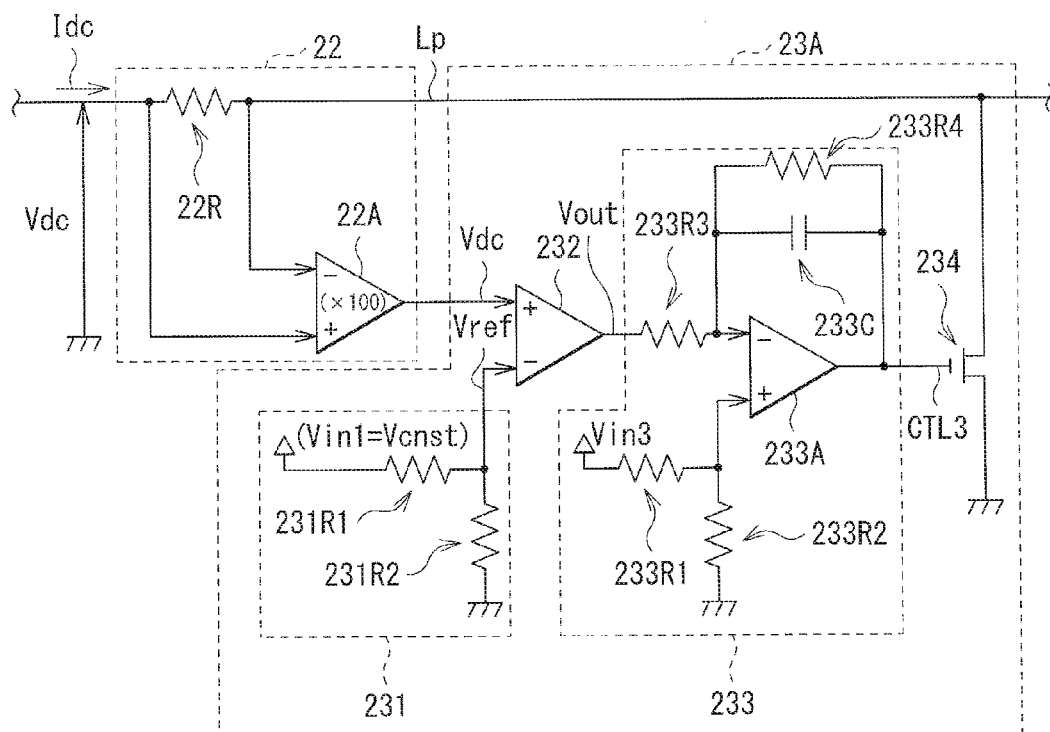 Idc
22
Lp
23A
22R
233R4
Vdc
22A
(×100)
−
+
Vdc
Vref
Vout
232
+
−
233R3
233C
234
−
+
233A
CTL3
(Vin1=Vcnst)
Vin3
231R1
231R2
233R1
233R2
231
233